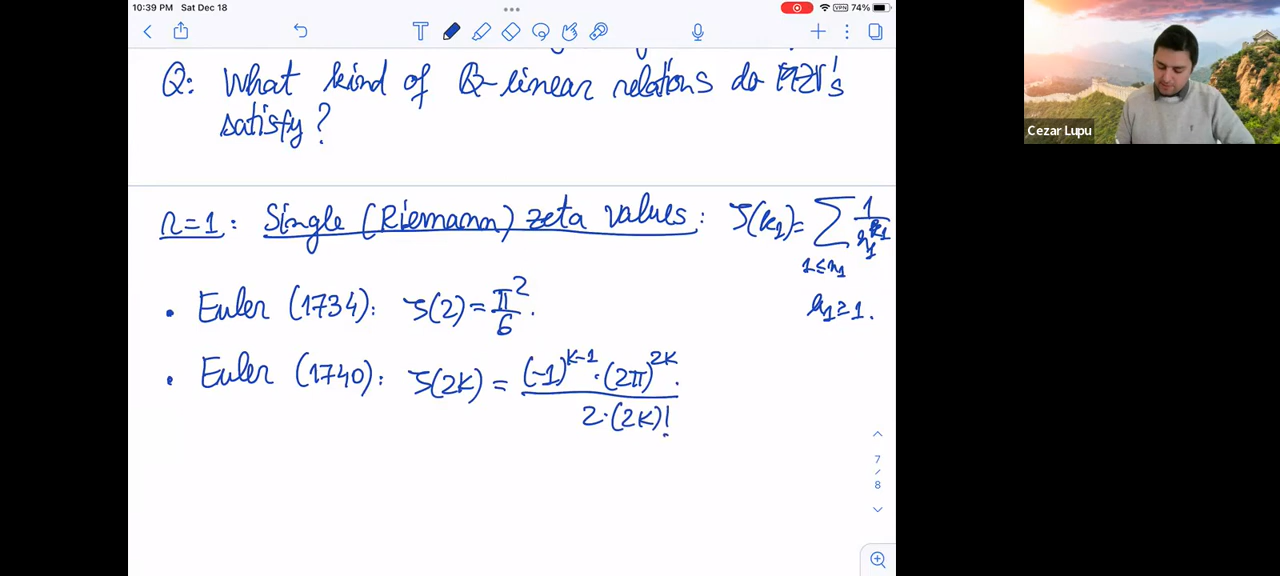 10:39 PM Sat Dec 18
VPN 74%
Q: What kind of Q-linear relations do MZV's
satisfy?
n=1: Single (Riemann) zeta values: ζ(k₁)= ∑ 1/n₁^k₁
1≤n₁
• Euler (1734): ζ(2) = π²/6.
k₁≥1.
• Euler (1740): ζ(2k) = (-1)^(k-1)·(2π)^(2k)· / 2·(2k)!
7
/
8
Cezar Lupu